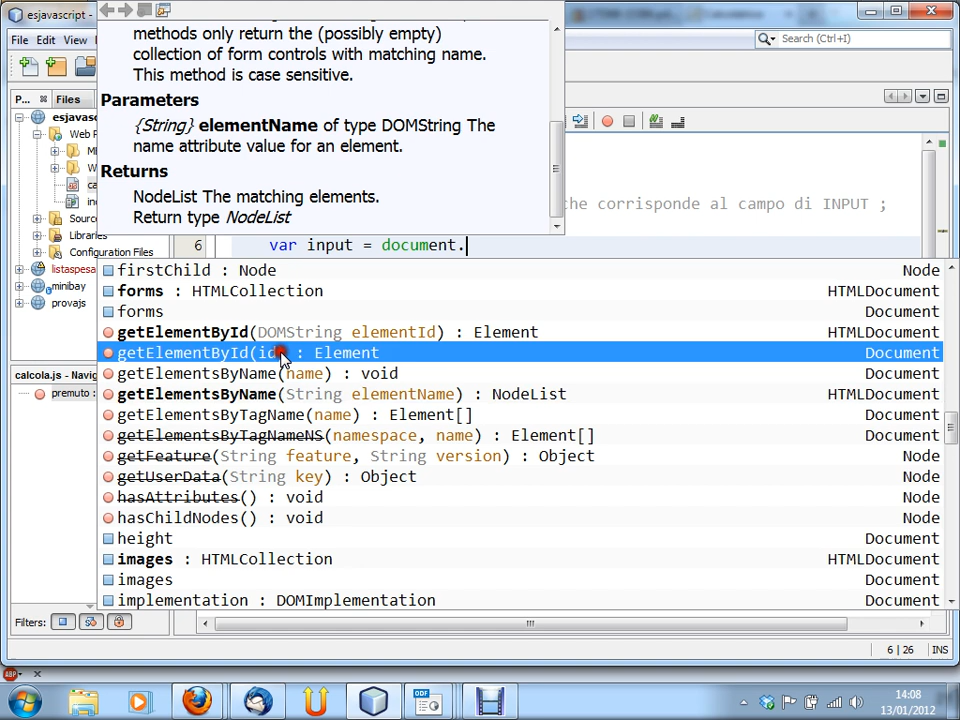 esjavascript -
File Edit View
Search (Ctrl+I)
P... Files
esjavasc
Web P
ME
W
ca
in
Source
Libraries
Configuration Files
listaspesa
minibay
provajs
methods only return the (possibly empty)
collection of form controls with matching name.
This method is case sensitive.
Parameters
{String} elementName of type DOMString The
name attribute value for an element.
Returns
NodeList The matching elements.
Return type NodeList
che corrisponde al campo di INPUT ;
6 var input = document.
firstChild : Node Node
forms : HTMLCollection HTMLDocument
forms Document
getElementById(DOMString elementId) : Element HTMLDocument
getElementById(id : Element Document
getElementsByName(name) : void Document
getElementsByName(String elementName) : NodeList HTMLDocument
getElementsByTagName(name) : Element[] Document
getElementsByTagNameNS(namespace, name) : Element[] Document
getFeature(String feature, String version) : Object Node
getUserData(String key) : Object Node
hasAttributes() : void Node
hasChildNodes() : void Node
height Document
images : HTMLCollection HTMLDocument
images Document
implementation : DOMImplementation Document
calcola.js - Navig
premuto :
Filters:
6 | 26 INS
ABP
ODF
14:08
13/01/2012